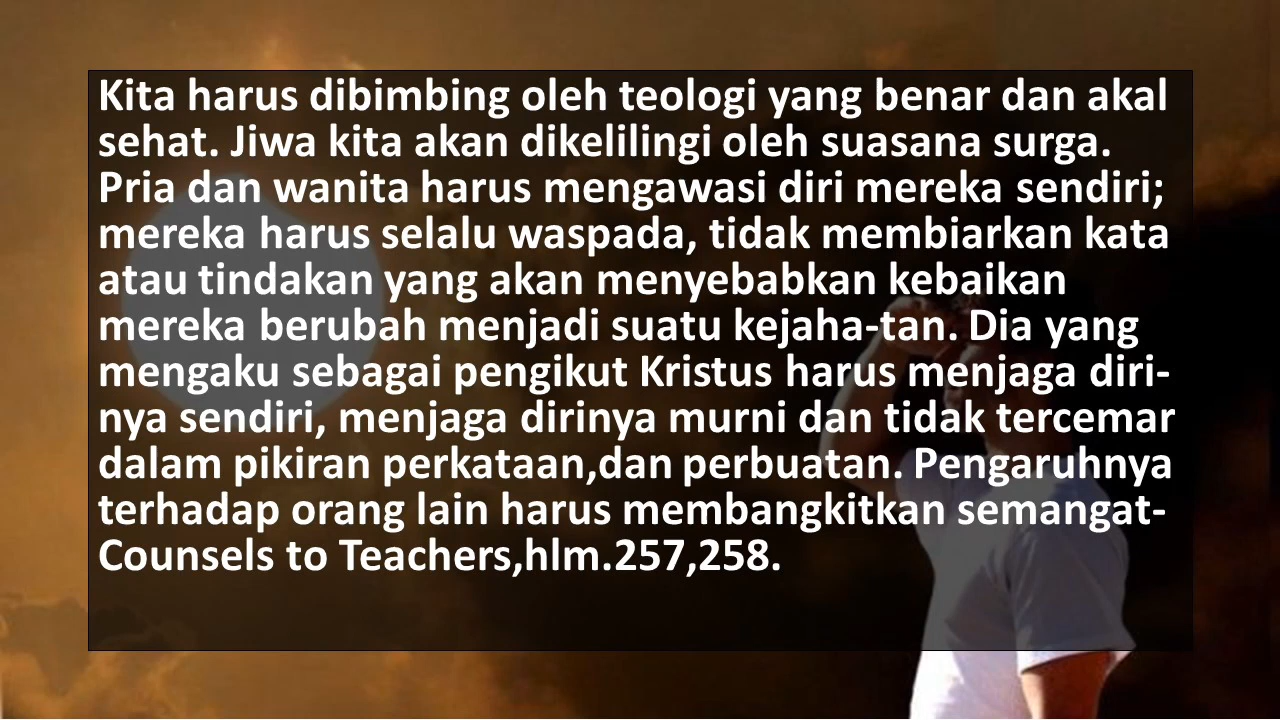 Kita harus dibimbing oleh teologi yang benar dan akal
sehat. Jiwa kita akan dikelilingi oleh suasana surga.
Pria dan wanita harus mengawasi diri mereka sendiri;
mereka harus selalu waspada, tidak membiarkan kata
atau tindakan yang akan menyebabkan kebaikan
mereka berubah menjadi suatu kejaha-tan. Dia yang
mengaku sebagai pengikut Kristus harus menjaga diri-
nya sendiri, menjaga dirinya murni dan tidak tercemar
dalam pikiran perkataan,dan perbuatan. Pengaruhnya
terhadap orang lain harus membangkitkan semangat-
Counsels to Teachers,hlm.257,258.